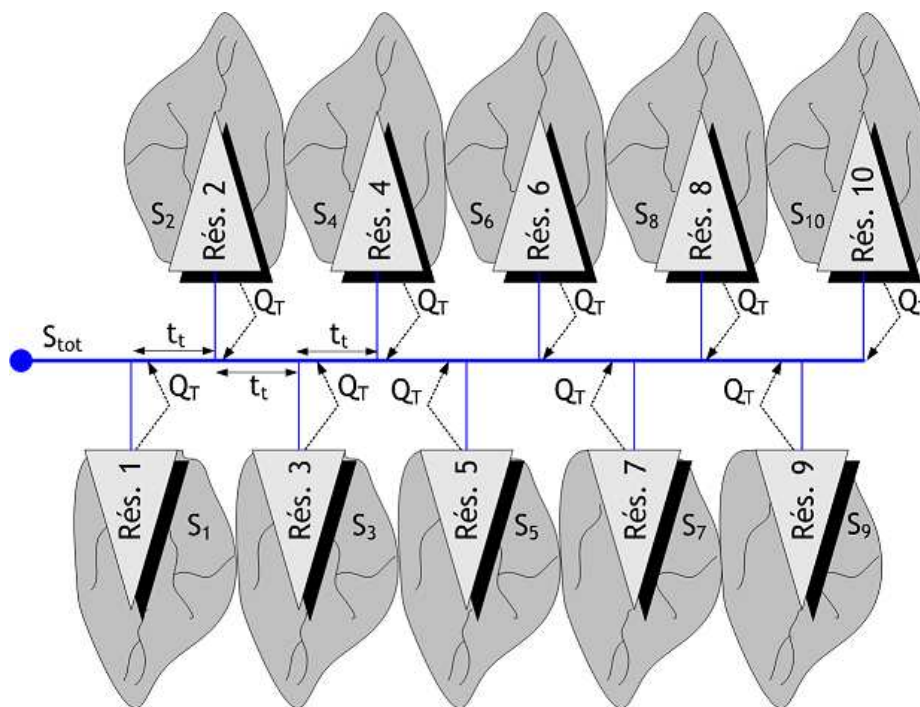 Rés. 2
Rés. 4
Rés. 6
Rés. 8
Rés. 10
S2
S4
S6
S8
S10
QT
QT
QT
QT
Stot
tt
tt
tt
QT
QT
QT
QT
QT
Rés. 1
Rés. 3
Rés. 5
Rés. 7
Rés. 9
S1
S3
S5
S7
S9